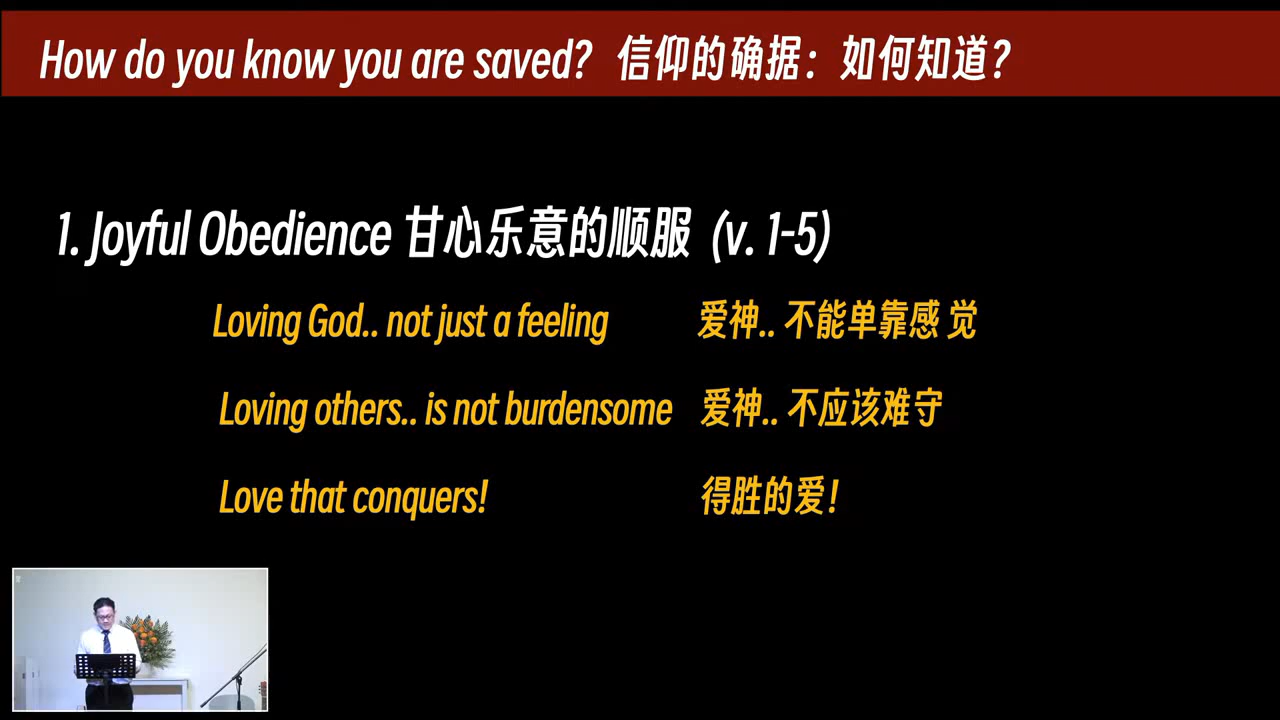 How do you know you are saved? 信仰的确据：如何知道？
1. Joyful Obedience 甘心乐意的顺服 (v. 1-5)
Loving God.. not just a feeling 爱神.. 不能单靠感 觉
Loving others.. is not burdensome 爱神.. 不应该难守
Love that conquers! 得胜的爱！